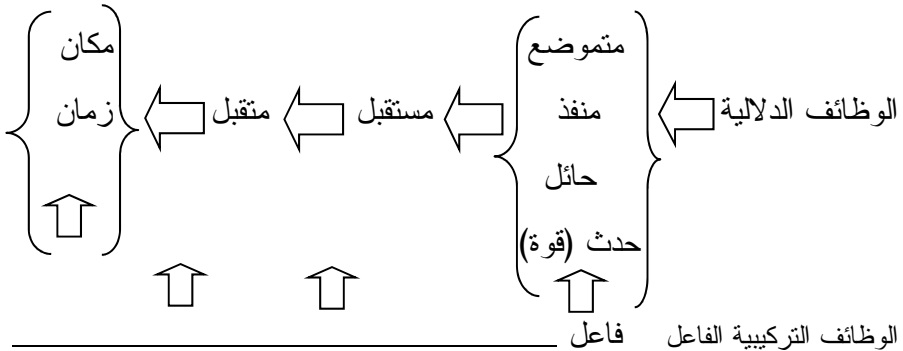 متموضع مكان
الوظائف الدلالية منفذ مستقبل متقبل زمان
حائل
حدث (قوة)
الوظائف التركيبية الفاعل فاعل